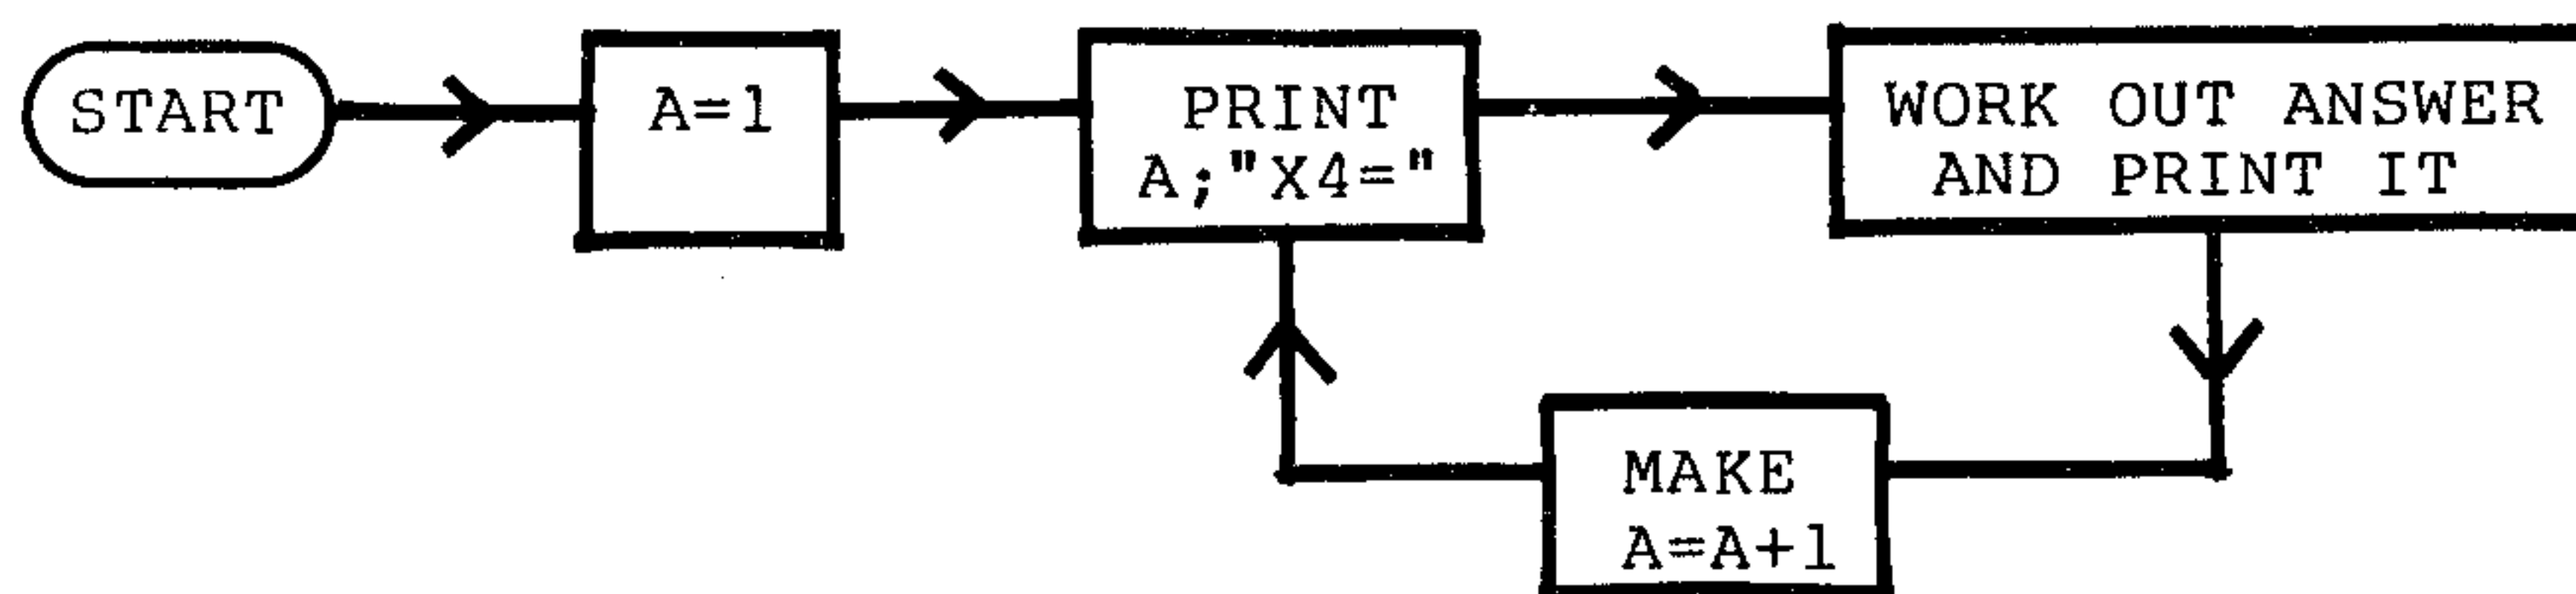 START
A=1
PRINT
A;"X4="
WORK OUT ANSWER
AND PRINT IT
MAKE
A=A+1